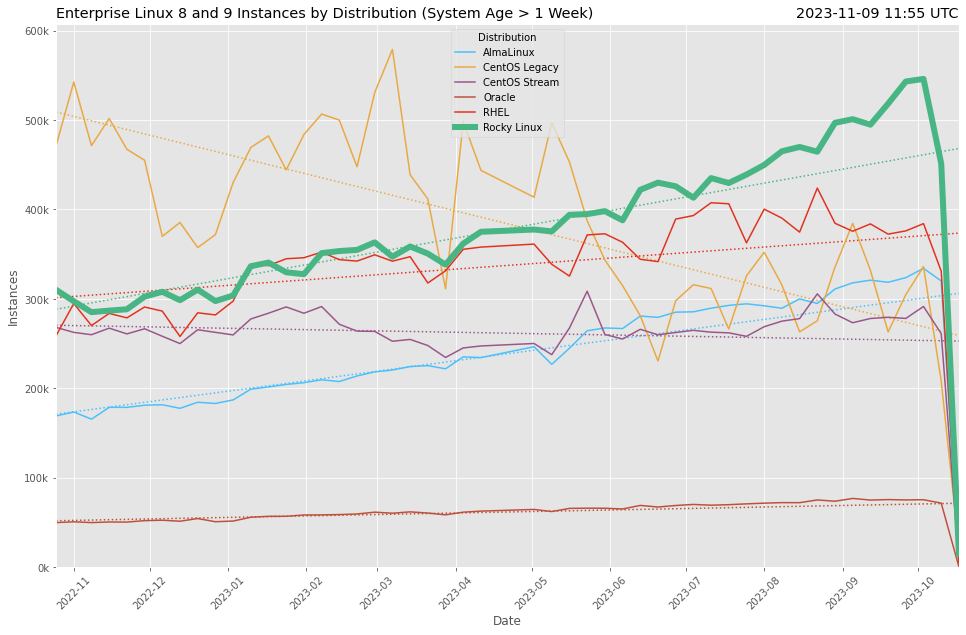 Enterprise Linux 8 and 9 Instances by Distribution (System Age > 1 Week)
2023-11-09 11:55 UTC
Distribution
AlmaLinux
CentOS Legacy
CentOS Stream
Oracle
RHEL
Rocky Linux
Instances
600k
500k
400k
300k
200k
100k
0k
2022-11
2022-12
2023-01
2023-02
2023-03
2023-04
2023-05
2023-06
2023-07
2023-08
2023-09
2023-10
Date